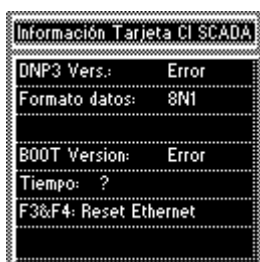 Información Tarjeta CI SCADA
DNP3 Vers.: Error
Formato datos: 8N1
BOOT Version: Error
Tiempo: ?
F3&F4: Reset Ethernet